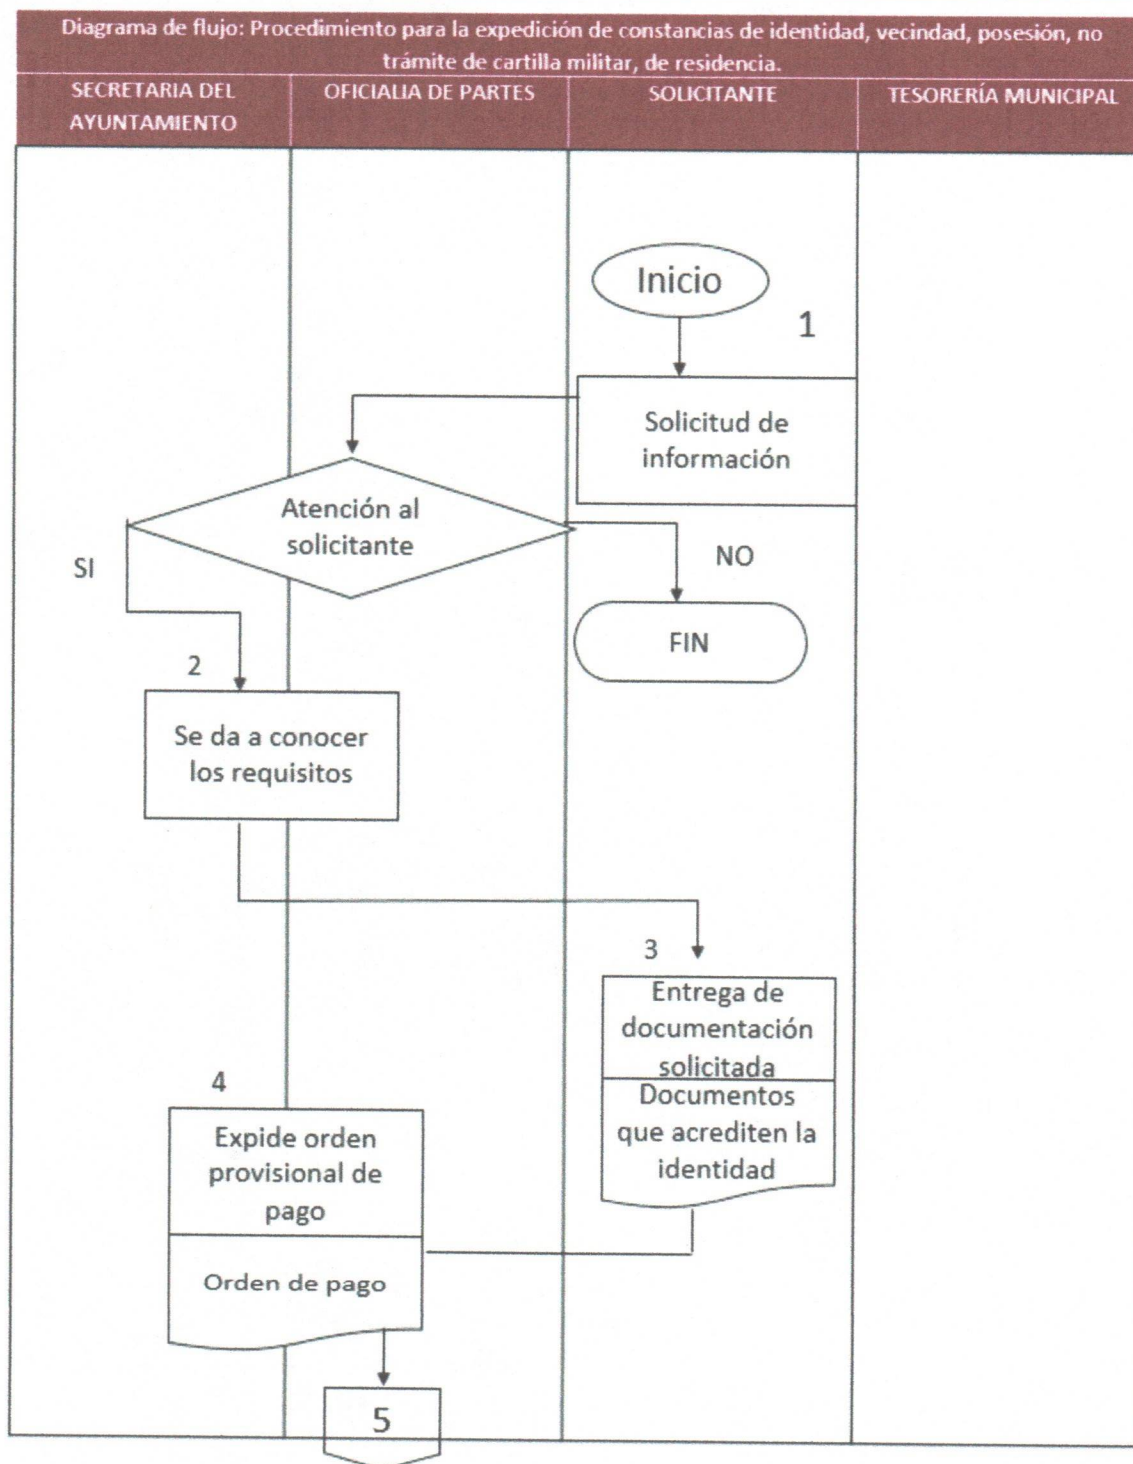 Diagrama de flujo: Procedimiento para la expedición de constancias de identidad, vecindad, posesión, no
trámite de cartilla militar, de residencia.
SECRETARIA DEL
AYUNTAMIENTO
OFICIALIA DE PARTES
SOLICITANTE
TESORERÍA MUNICIPAL
Inicio
1
Solicitud de
información
Atención al
solicitante
SI
NO
FIN
2
Se da a conocer
los requisitos
3
Entrega de
documentación
solicitada
Documentos
que acrediten la
identidad
4
Expide orden
provisional de
pago
Orden de pago
5